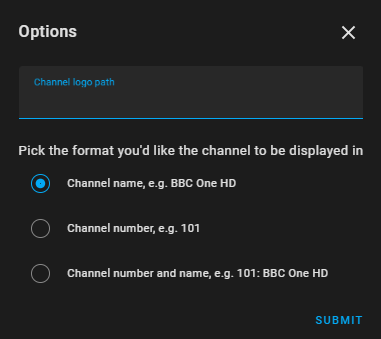 Options
Channel logo path
Pick the format you'd like the channel to be displayed in
Channel name, e.g. BBC One HD
Channel number, e.g. 101
Channel number and name, e.g. 101: BBC One HD
SUBMIT